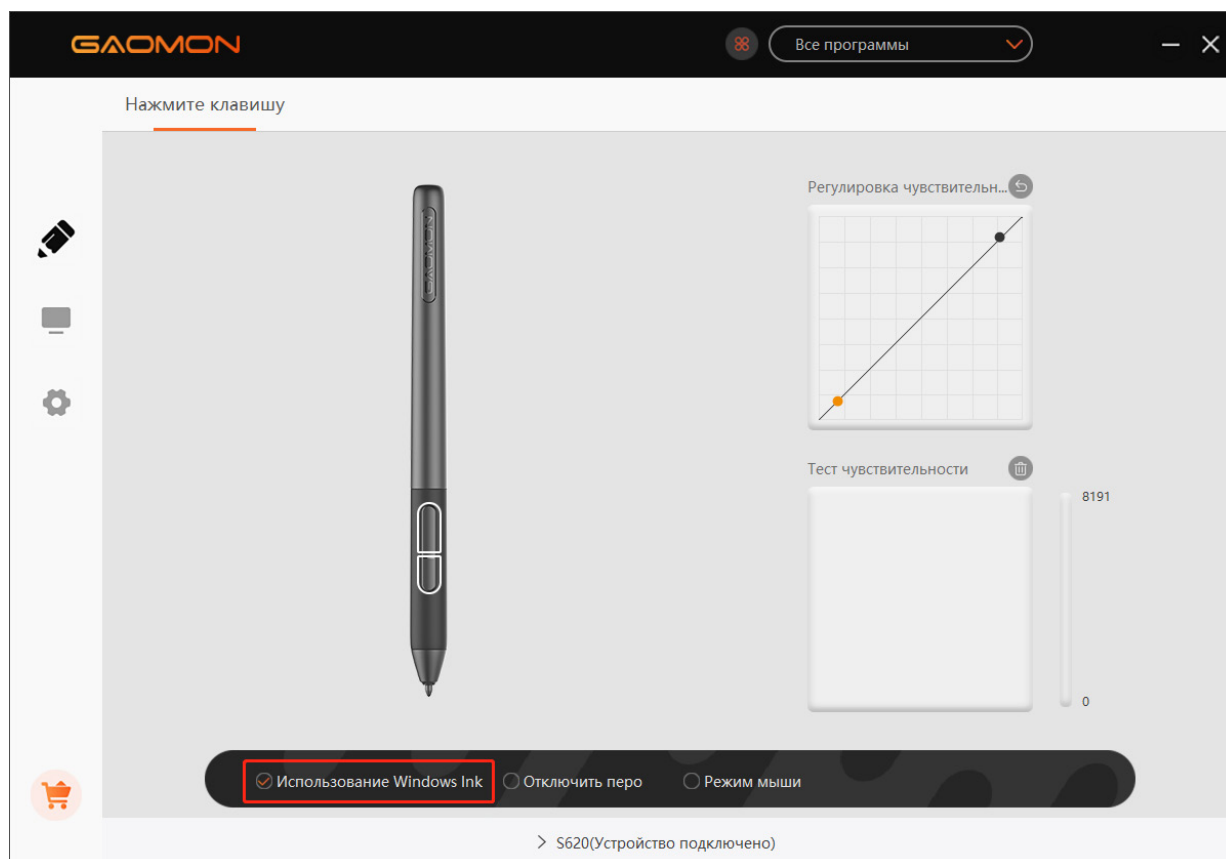 GAOMON
Все программы
Нажмите клавишу
GAOMON
Регулировка чувствительн...
Тест чувствительности
8191
0
Использование Windows Ink
Отключить перо
Режим мыши
S620(Устройство подключено)